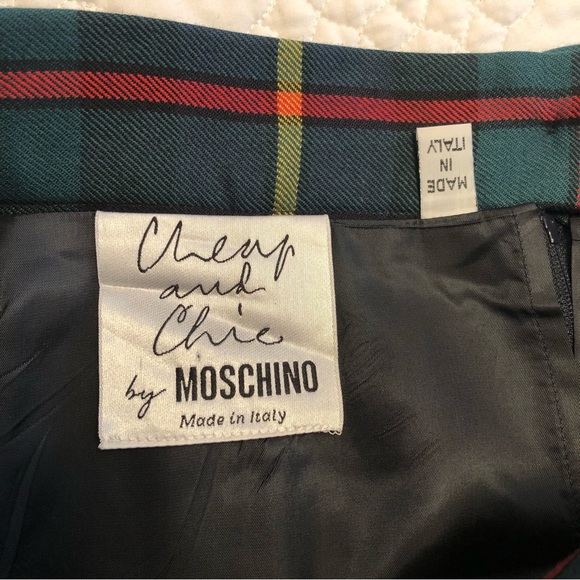 Cheap
and
Chic
by MOSCHINO
Made in Italy
MADE
IN
ITALY